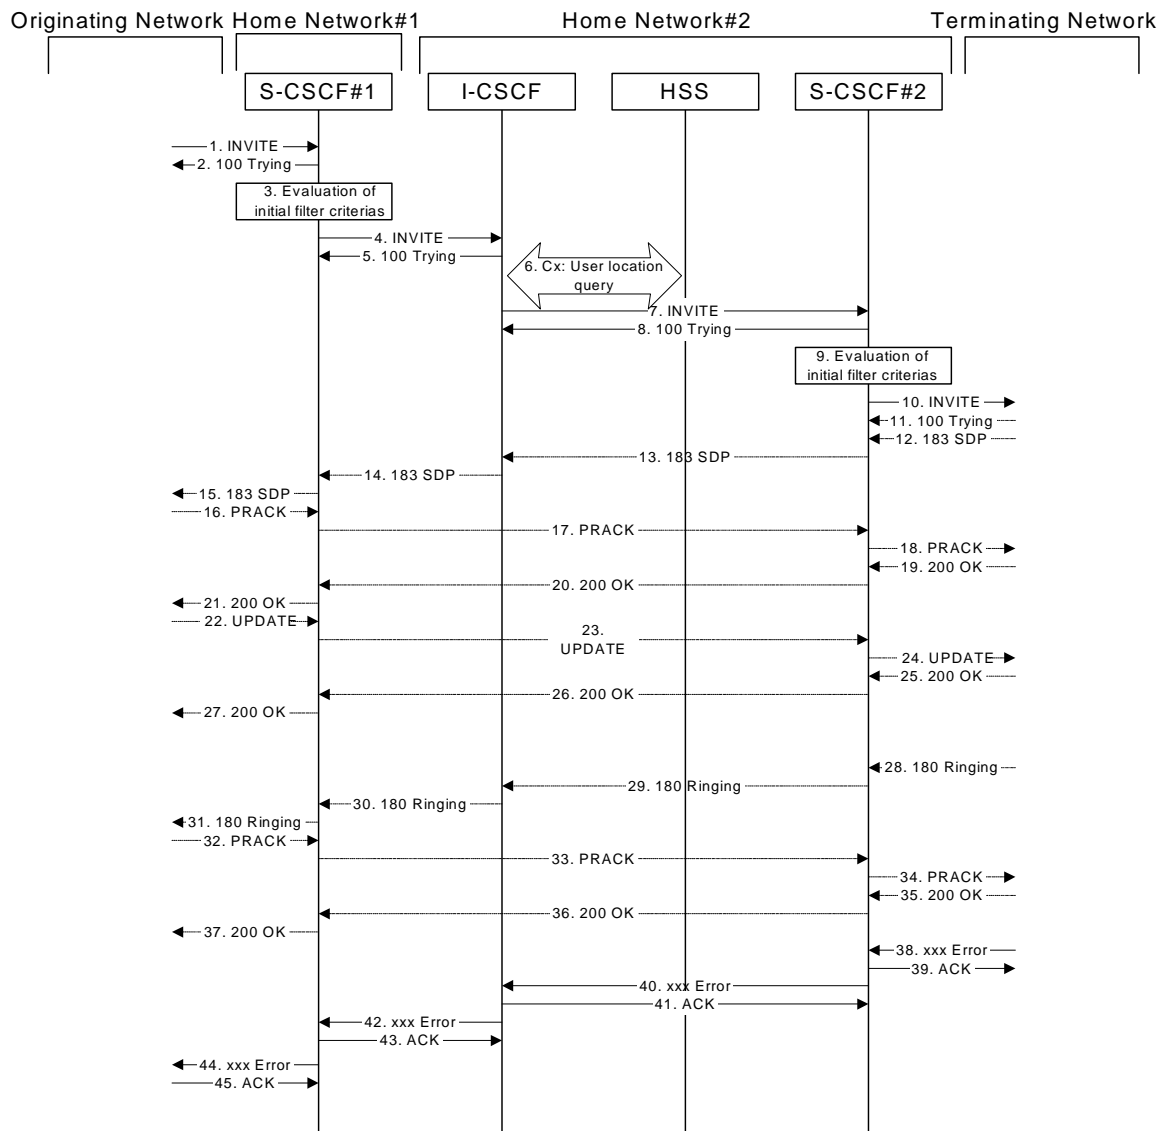 Originating Network Home Network#1 Home Network#2 Terminating Network
S-CSCF#1 I-CSCF HSS S-CSCF#2
1. INVITE
2. 100 Trying
3. Evaluation of
initial filter criterias
4. INVITE
5. 100 Trying
6. Cx: User location
query
7. INVITE
8. 100 Trying
9. Evaluation of
initial filter criterias
10. INVITE
11. 100 Trying
12. 183 SDP
13. 183 SDP
14. 183 SDP
15. 183 SDP
16. PRACK
17. PRACK
18. PRACK
19. 200 OK
20. 200 OK
21. 200 OK
22. UPDATE
23.
UPDATE
24. UPDATE
25. 200 OK
26. 200 OK
27. 200 OK
28. 180 Ringing
29. 180 Ringing
30. 180 Ringing
31. 180 Ringing
32. PRACK
33. PRACK
34. PRACK
35. 200 OK
36. 200 OK
37. 200 OK
38. xxx Error
39. ACK
40. xxx Error
41. ACK
42. xxx Error
43. ACK
44. xxx Error
45. ACK